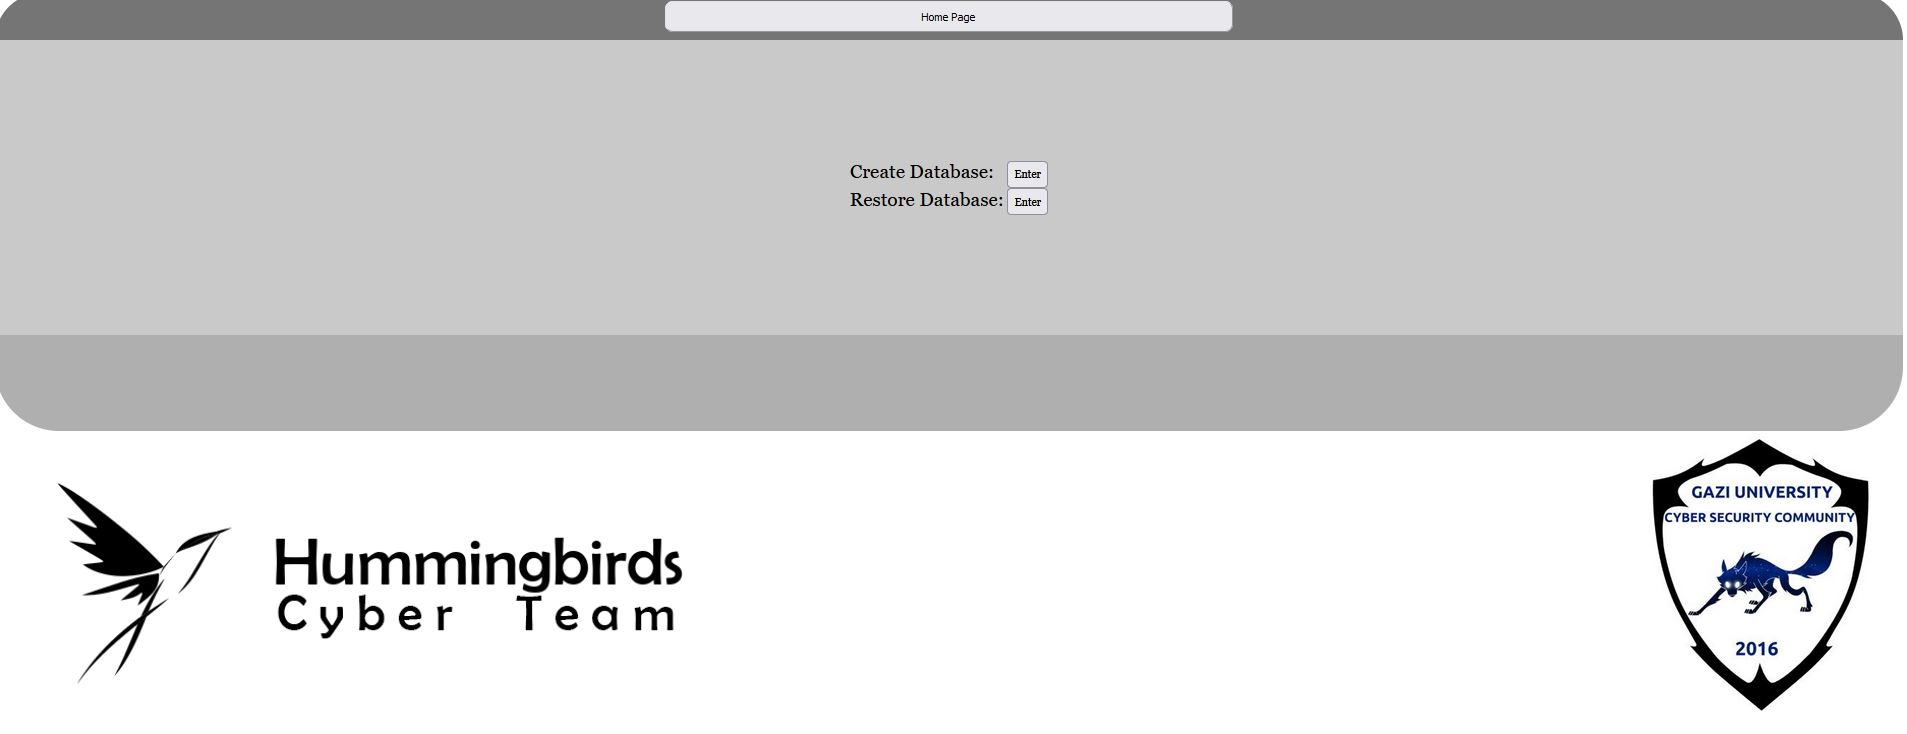 Home Page
Create Database: Enter
Restore Database: Enter
Hummingbirds
Cyber Team
GAZI UNIVERSITY
CYBER SECURITY COMMUNITY
2016